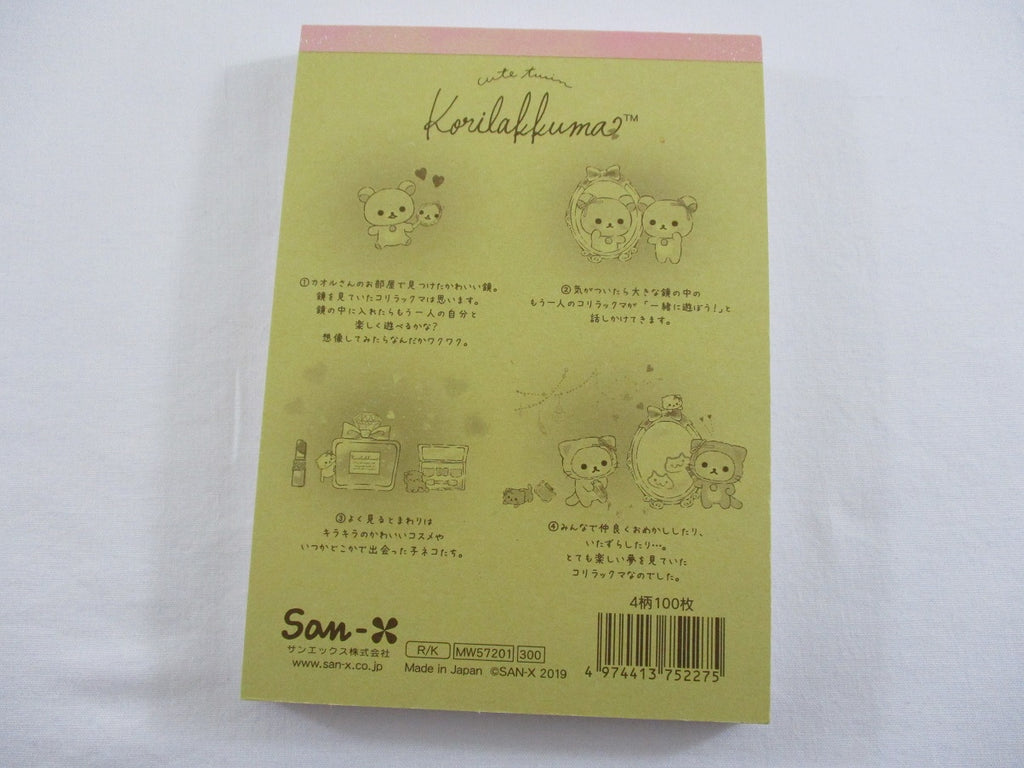 cute twin
Korilakkuma2™
①カオルさんのお部屋で見つけたかわいい鏡。
鏡を見ていたコリラックマは思います。
鏡の中に入れたらもう一人の自分と
楽しく遊べるかな?
想像してみたらなんだかワクワク。
②気がついたら大きな鏡の中の
もう一人のコリラックマが「一緒に遊ぼう!」と
話しかけてきます。
③よく見るとまわりは
キラキラのかわいいコスメや
いつかどこかで出会った子ネコたち。
④みんなで仲良くおめかししたり、
いたずらしたり…。
とても楽しい夢を見ていた
コリラックマなのでした。
4柄100枚
San-X
サンエックス株式会社
www.san-x.co.jp
R/K MW57201 300
Made in Japan ©SAN-X 2019
4 974413 752275